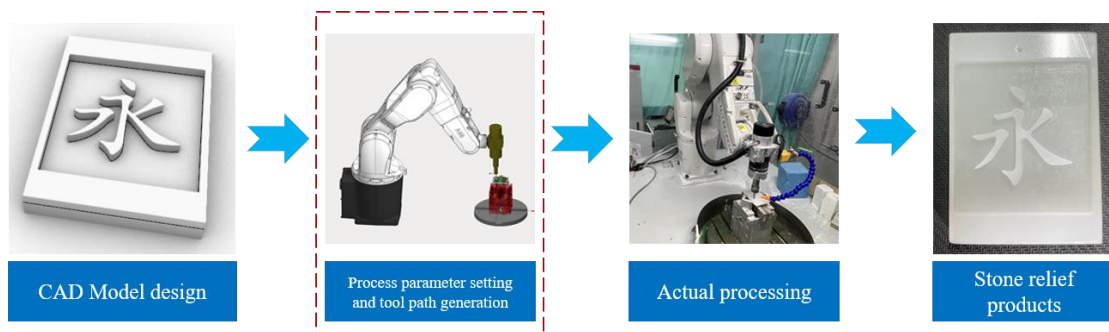 永
永
CAD Model design
Process parameter setting
and tool path generation
Actual processing
Stone relief
products